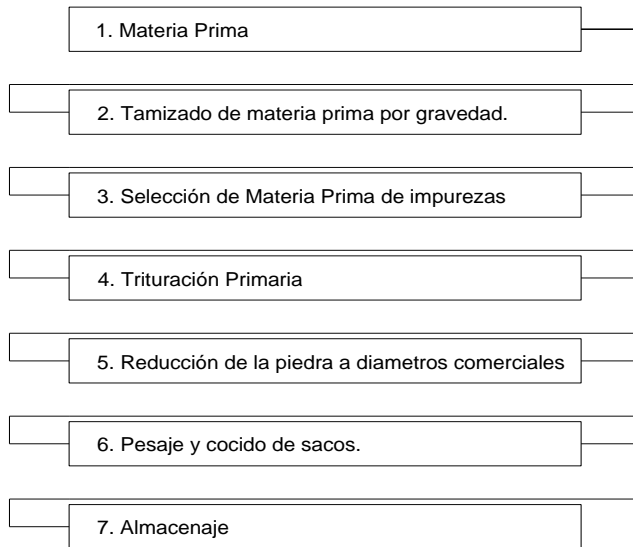 1. Materia Prima
2. Tamizado de materia prima por gravedad.
3. Selección de Materia Prima de impurezas
4. Trituración Primaria
5. Reducción de la piedra a diametros comerciales
6. Pesaje y cocido de sacos.
7. Almacenaje